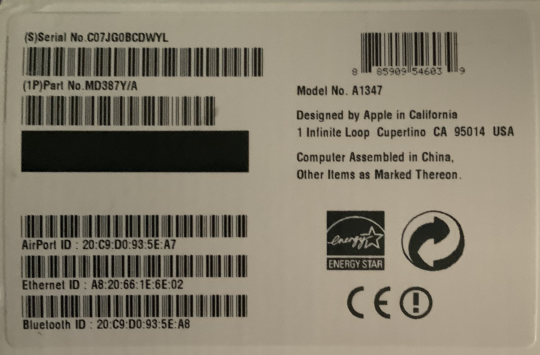 (S)Serial No.C07JG0BCDWYL
(1P)Part No.MD387Y/A
AirPort ID : 20:C9:D0:93:5E:A7
Ethernet ID : A8:20:66:1E:6E:02
Bluetooth ID : 20:C9:D0:93:5E:A8
8 85909 54603 9
Model No. A1347
Designed by Apple in California
1 Infinite Loop Cupertino CA 95014 USA
Computer Assembled in China,
Other Items as Marked Thereon.
energy
ENERGY STAR
CE